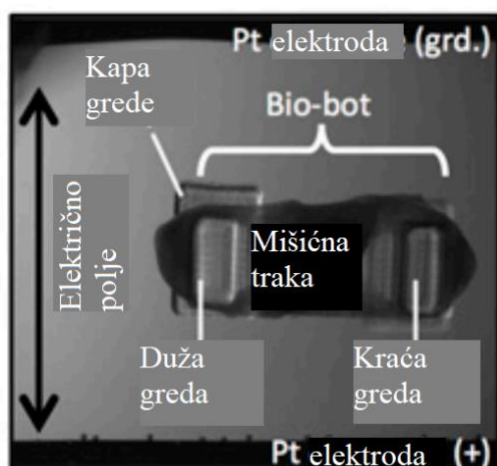 Pt elektroda (grd.)
Kapa
grede
Bio-bot
Električno
polje
Mišićna
traka
Duža
greda
Kraća
greda
Pt elektroda (+)